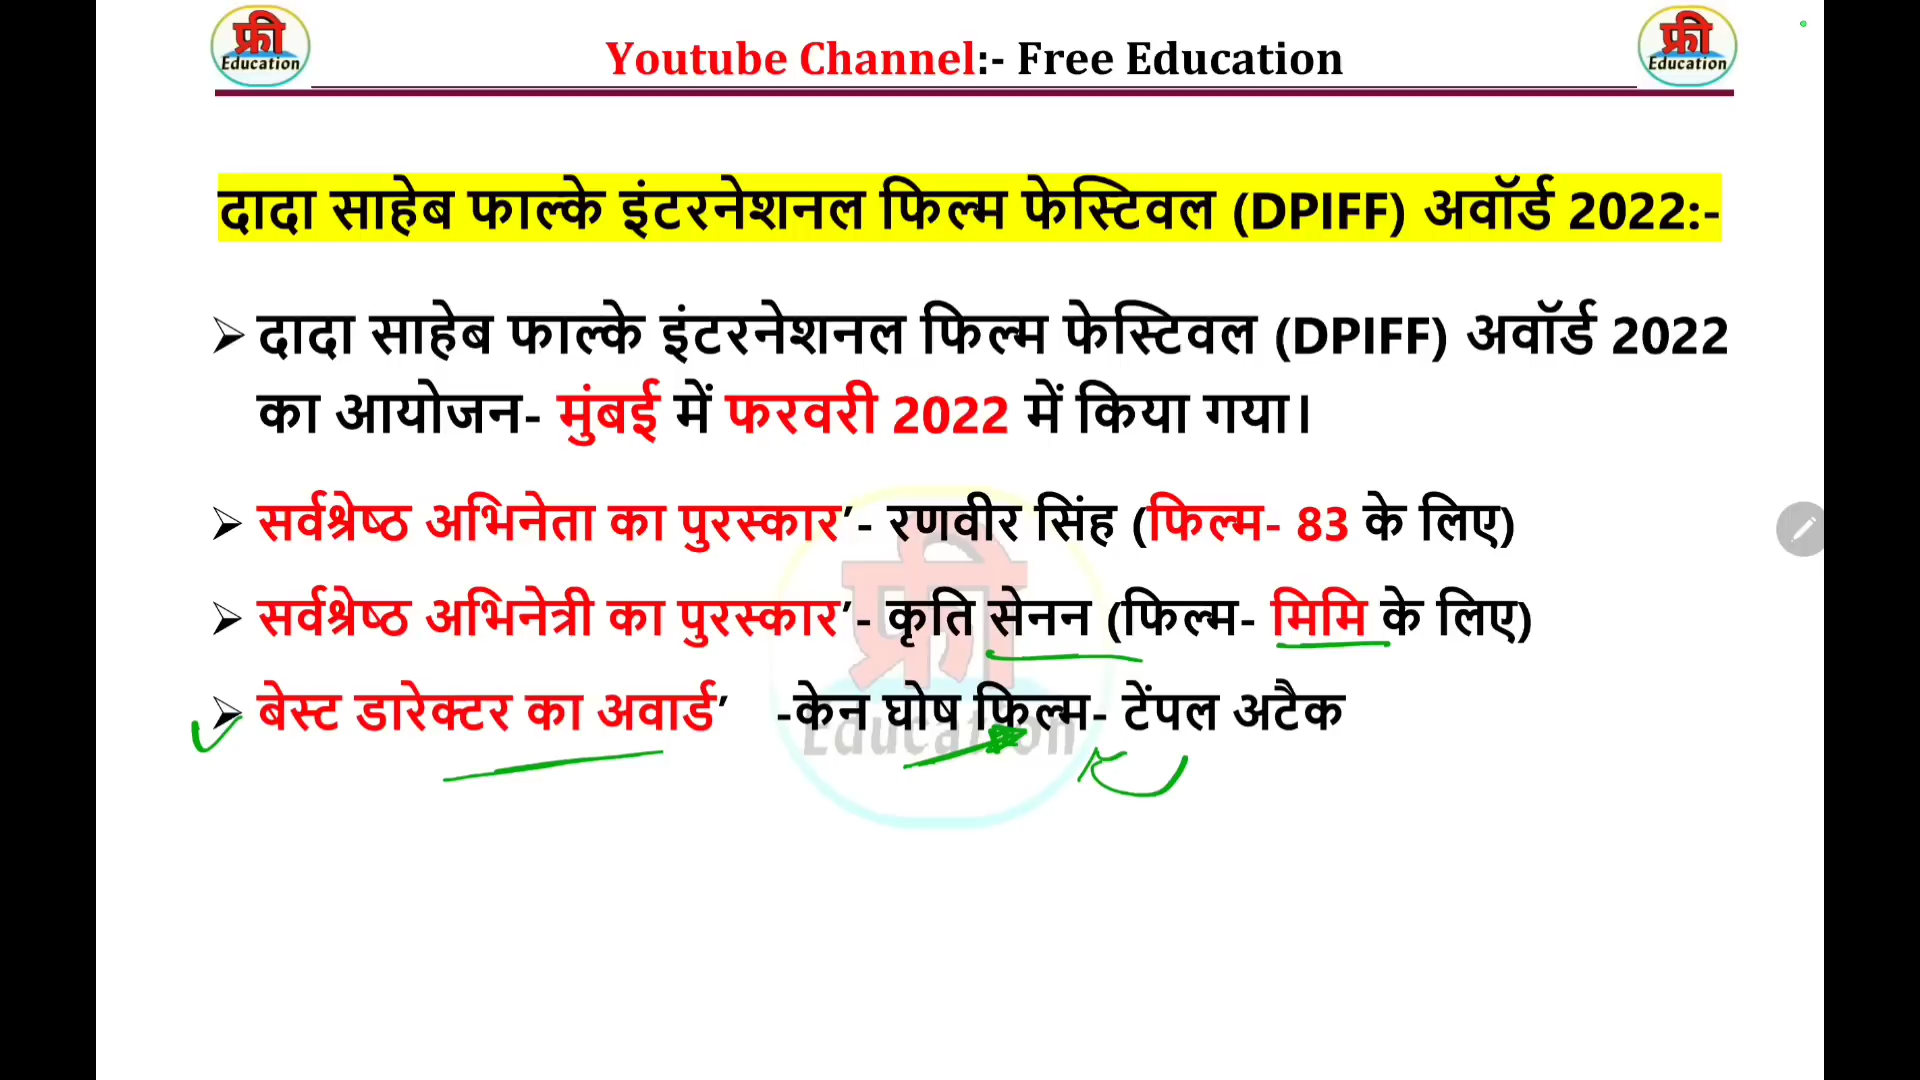 फ्री
Education
Youtube Channel:- Free Education
फ्री
Education
दादा साहेब फाल्के इंटरनेशनल फिल्म फेस्टिवल (DPIFF) अवॉर्ड 2022:-
➢ दादा साहेब फाल्के इंटरनेशनल फिल्म फेस्टिवल (DPIFF) अवॉर्ड 2022
का आयोजन- मुंबई में फरवरी 2022 में किया गया।
➢ सर्वश्रेष्ठ अभिनेता का पुरस्कार’- रणवीर सिंह (फिल्म- 83 के लिए)
➢ सर्वश्रेष्ठ अभिनेत्री का पुरस्कार’- कृति सेनन (फिल्म- मिमि के लिए)
➢ बेस्ट डारेक्टर का अवार्ड’ -केन घोष फिल्म- टेंपल अटैक
फ्री
Education